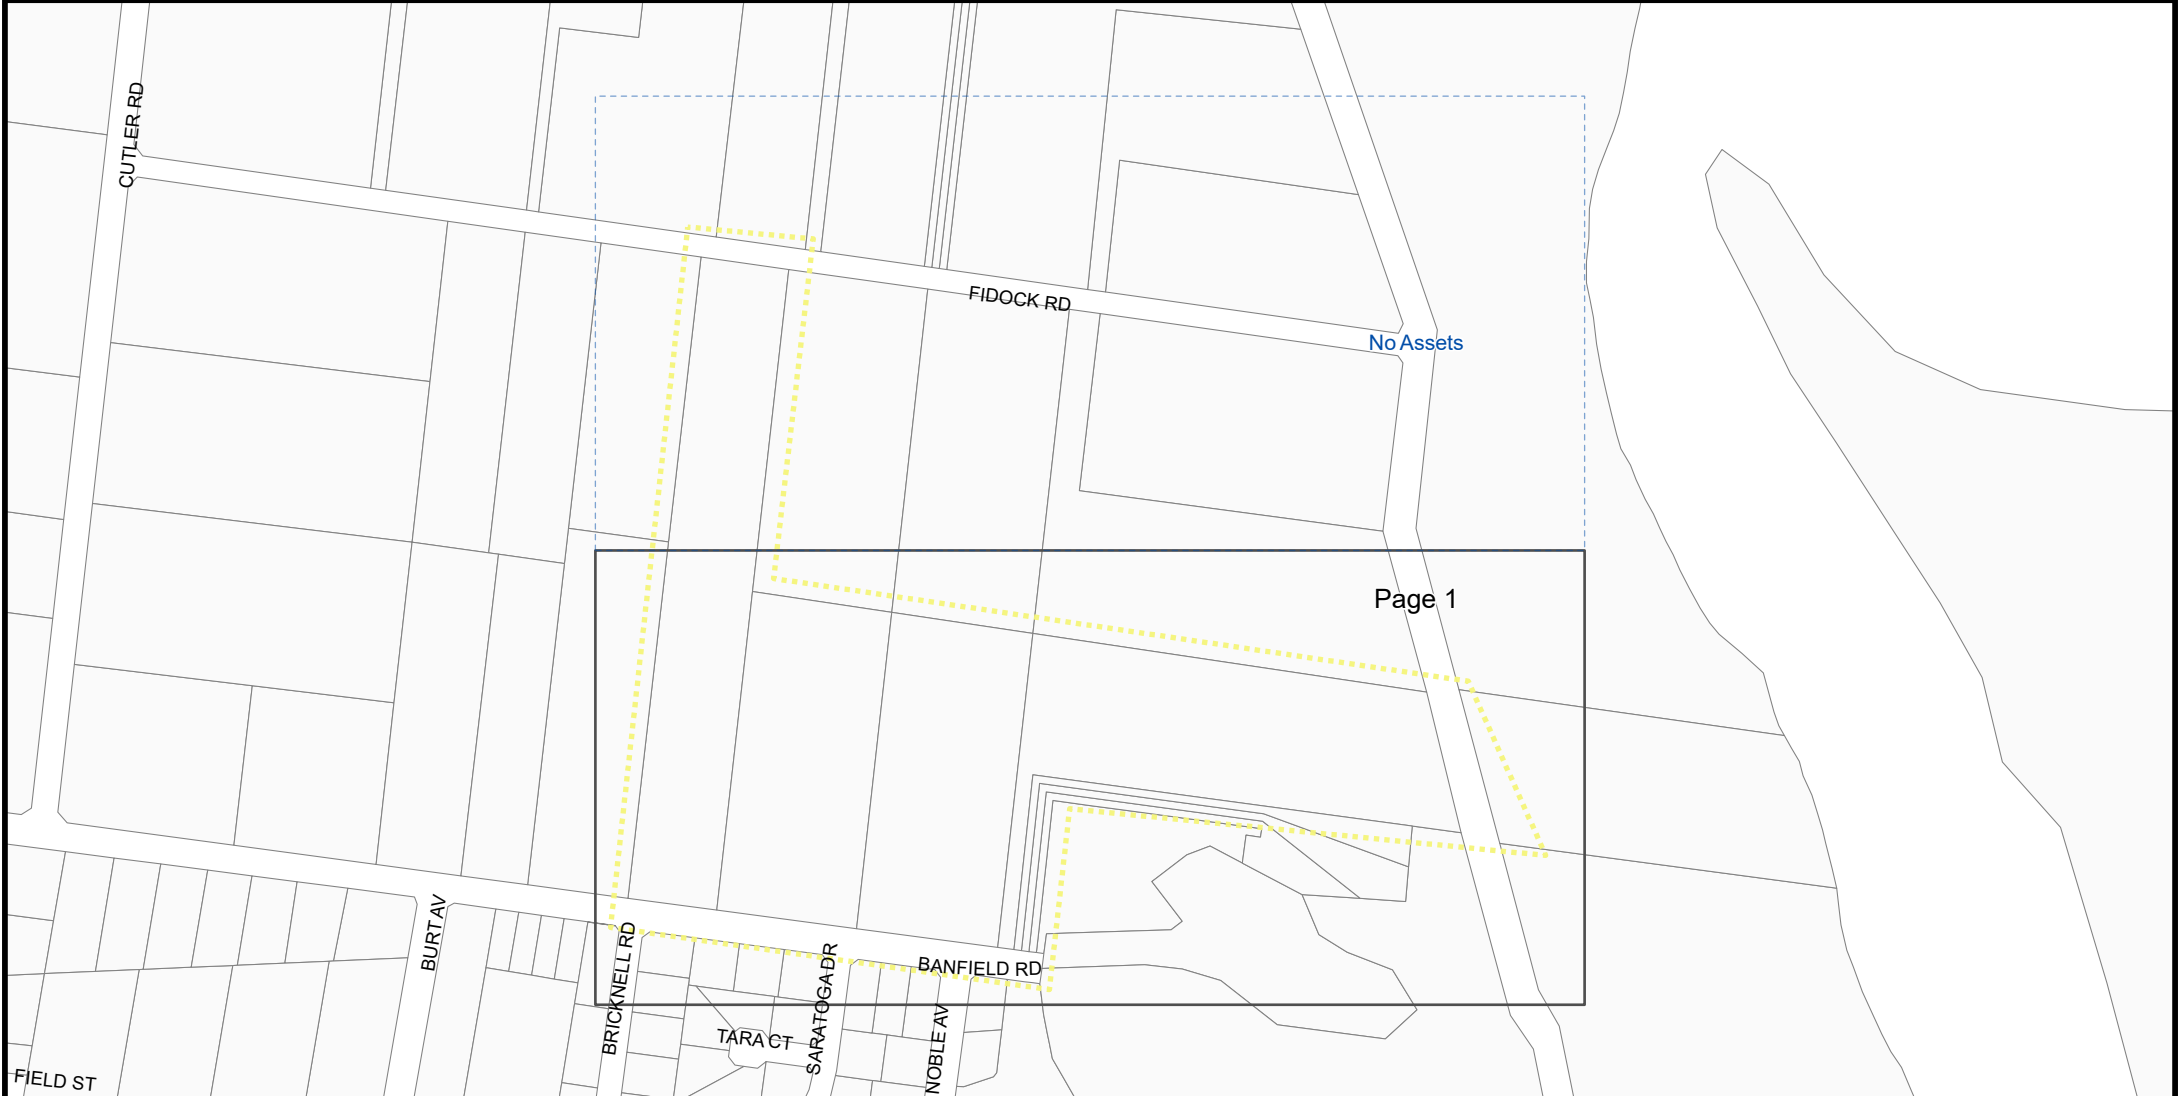 CUTLER RD
FIDOCK RD
No Assets
Page 1
BURT AV
BRICKNELL RD
SARATOGA DR
BANFIELD RD
NOBLE AV
TARA CT
FIELD ST